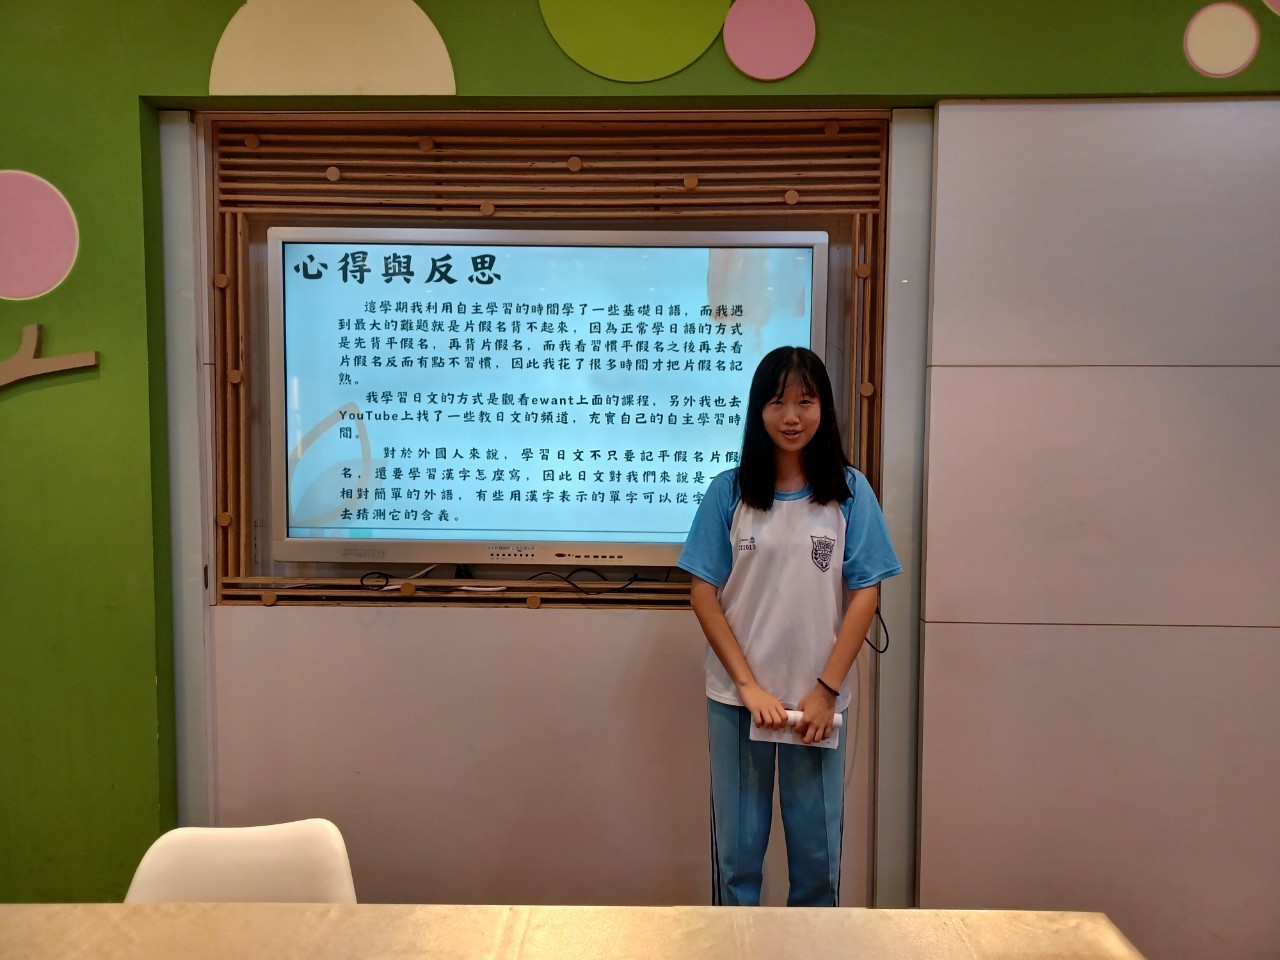 心得與反思
這學期我利用自主學習的時間學了一些基礎日語，而我遇
到最大的難題就是片假名背不起來，因為正常學日語的方式
是先背平假名，再背片假名，而我看習慣平假名之後再去看
片假名反而有點不習慣，因此我花了很多時間才把片假名記
熟。
我學習日文的方式是觀看ewant上面的課程，另外我也去
YouTube上找了一些教日文的頻道，充實自己的自主學習時
間。
對於外國人來說，學習日文不只要記平假名片假
名，還要學習漢字怎麼寫，因此日文對我們來說是一
相對簡單的外語，有些用漢字表示的單字可以從字
去猜測它的含義。